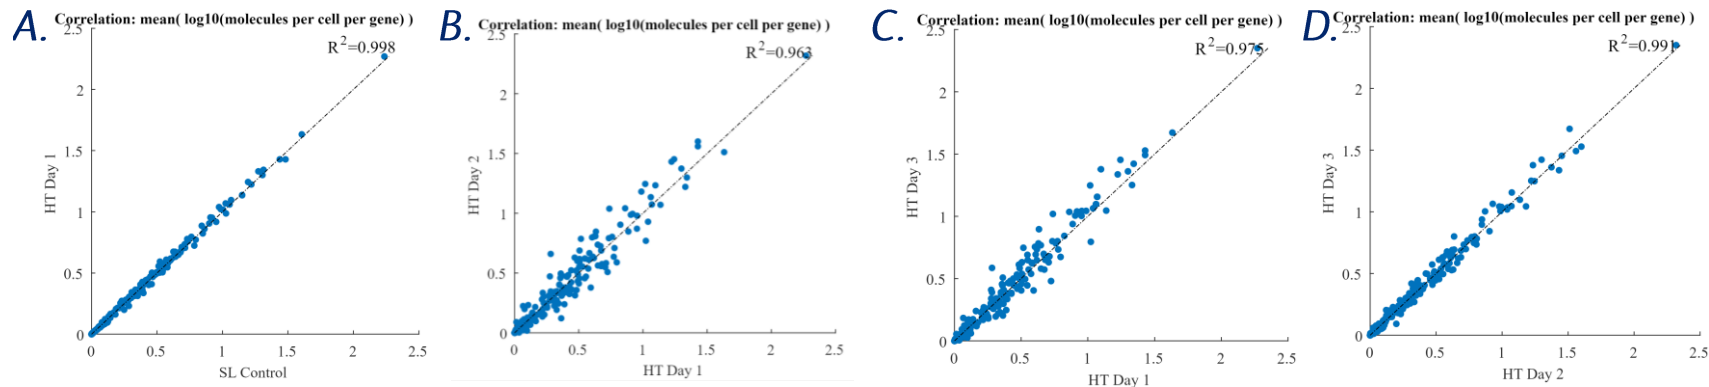 A.
Correlation: mean( log10(molecules per cell per gene) )
R²=0.998
2.5
2
1.5
1
0.5
0
HT Day 1
0 0.5 1 1.5 2 2.5
SL Control
B.
Correlation: mean( log10(molecules per cell per gene) )
R²=0.963
2.5
2
1.5
1
0.5
0
HT Day 2
0 0.5 1 1.5 2 2.5
HT Day 1
C.
Correlation: mean( log10(molecules per cell per gene) )
R²=0.975
2.5
2
1.5
1
0.5
0
HT Day 3
0 0.5 1 1.5 2 2.5
HT Day 1
D.
Correlation: mean( log10(molecules per cell per gene) )
R²=0.991
2.5
2
1.5
1
0.5
0
HT Day 3
0 0.5 1 1.5 2 2.5
HT Day 2